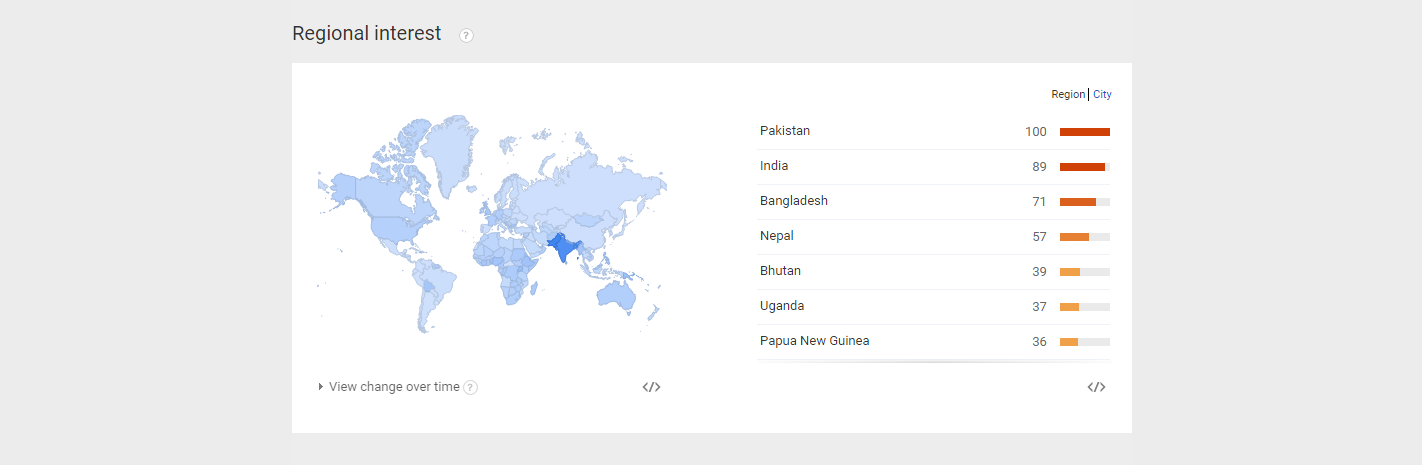 Regional interest ?
Region | City
Pakistan 100
India 89
Bangladesh 71
Nepal 57
Bhutan 39
Uganda 37
Papua New Guinea 36
View change over time ? </> </>